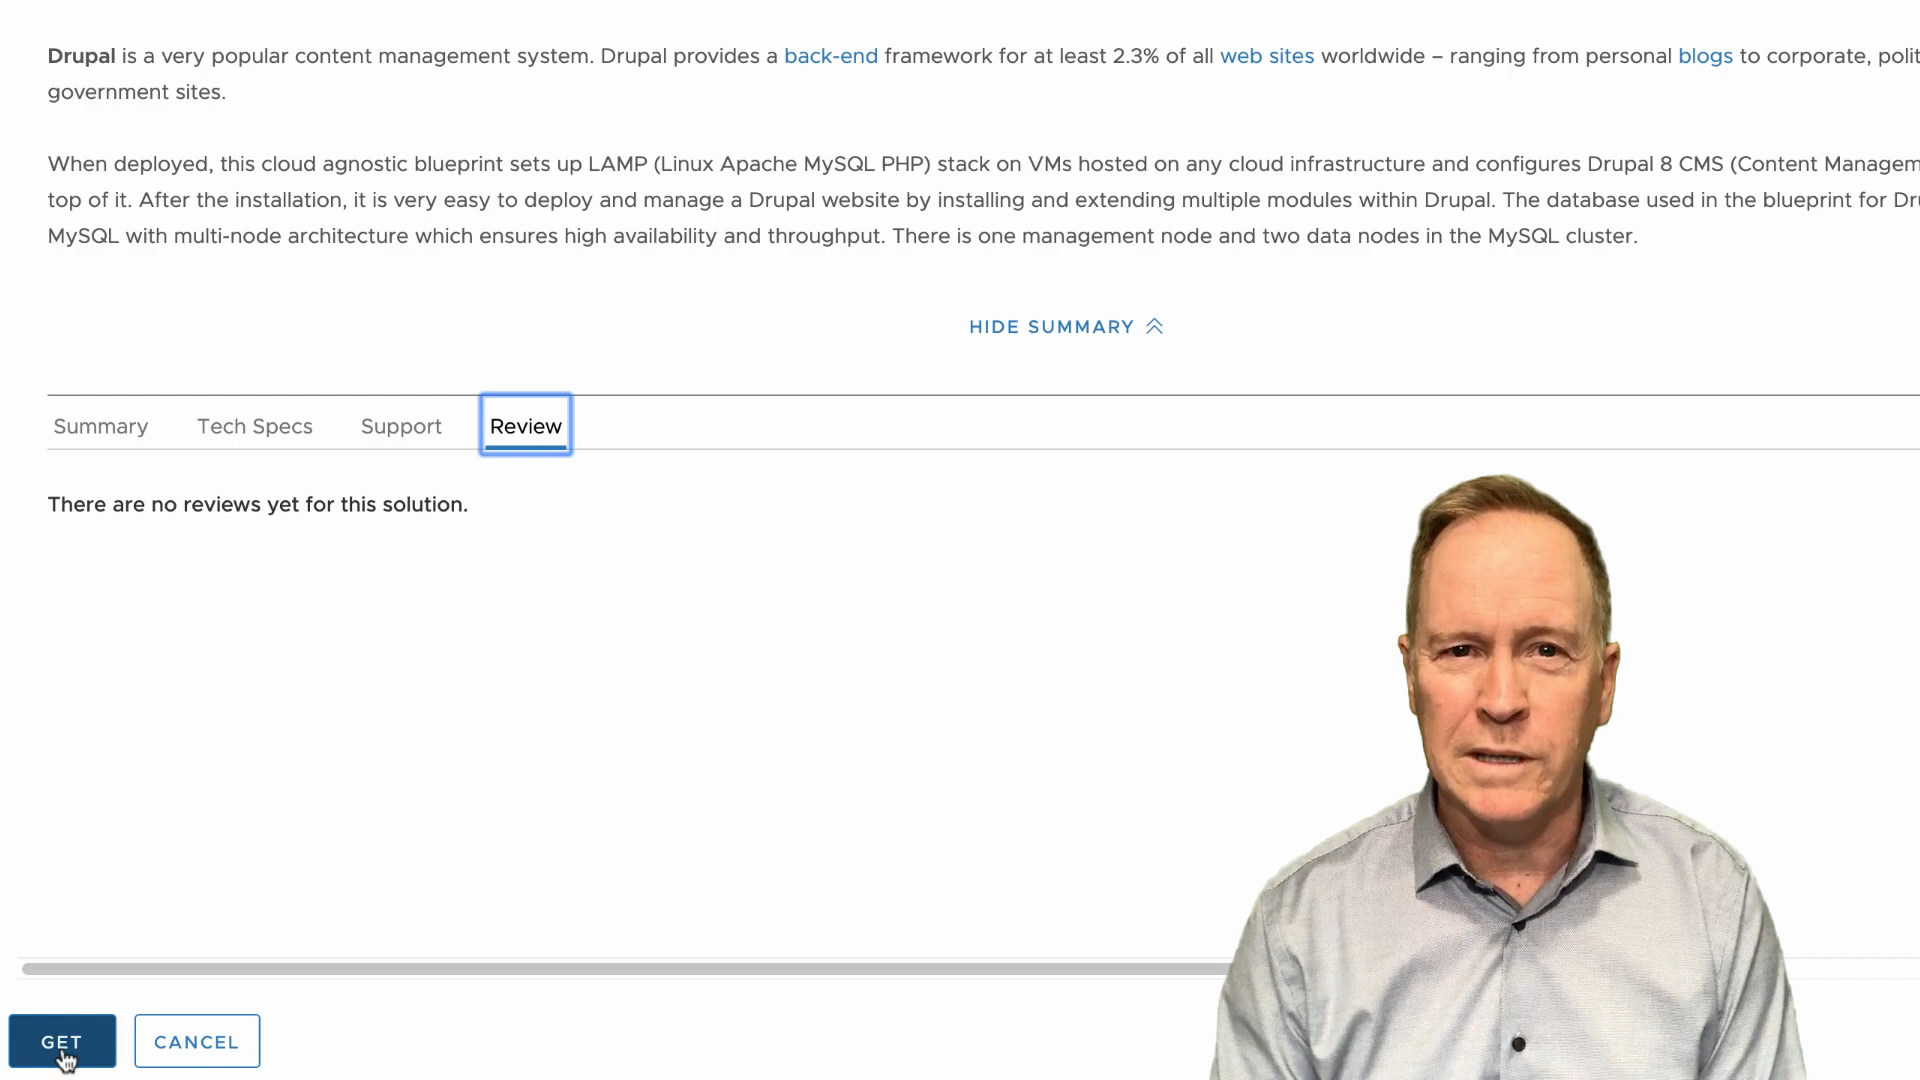 Drupal is a very popular content management system. Drupal provides a back-end framework for at least 2.3% of all web sites worldwide – ranging from personal blogs to corporate,
government sites.
When deployed, this cloud agnostic blueprint sets up LAMP (Linux Apache MySQL PHP) stack on VMs hosted on any cloud infrastructure and configures Drupal 8 CMS (Content
top of it. After the installation, it is very easy to deploy and manage a Drupal website by installing and extending multiple modules within Drupal. The database used in the blueprint for
MySQL with multi-node architecture which ensures high availability and throughput. There is one management node and two data nodes in the MySQL cluster.
HIDE SUMMARY
Summary Tech Specs Support Review
There are no reviews yet for this solution.
GET CANCEL